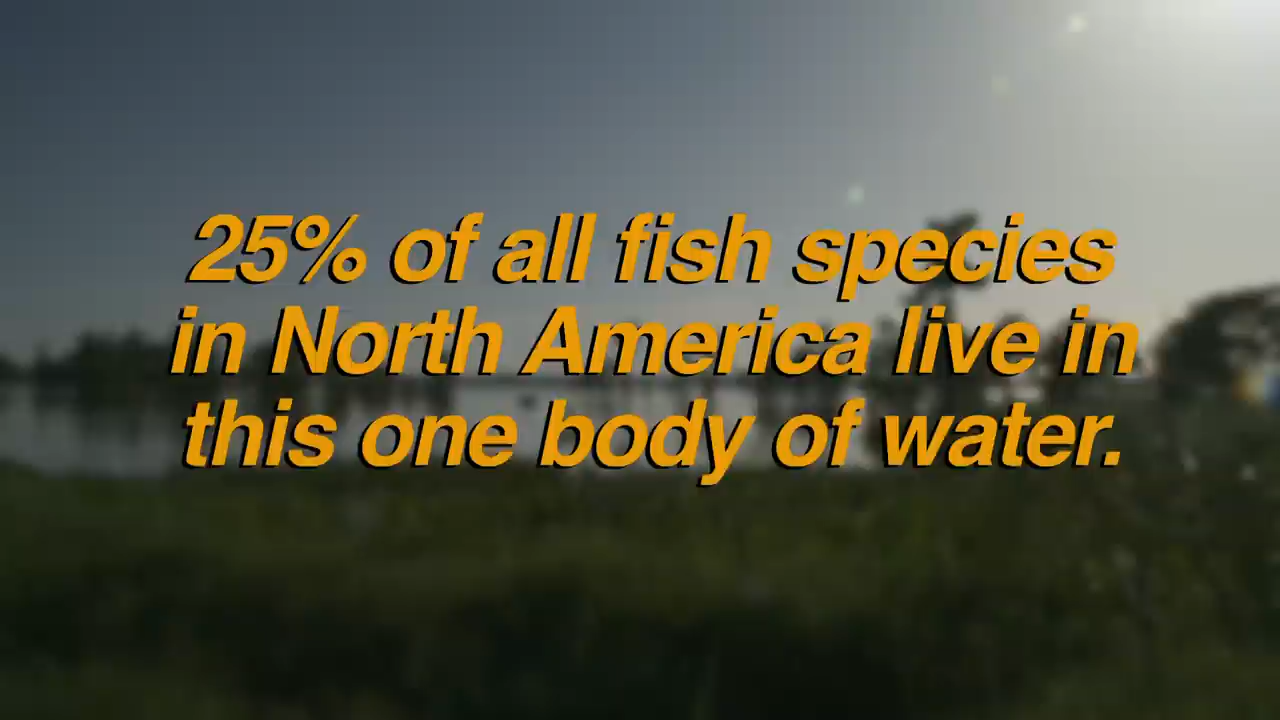 25% of all fish species
in North America live in
this one body of water.